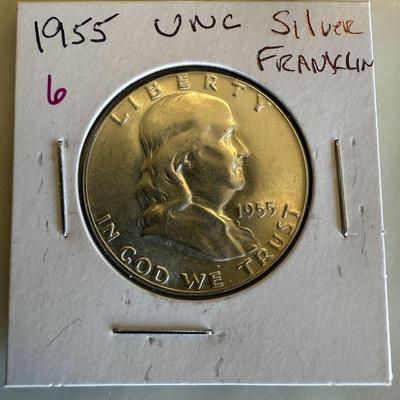 1955 UNC Silver
FRANKLIN
6
LIBERTY
1955
IN GOD WE TRUST